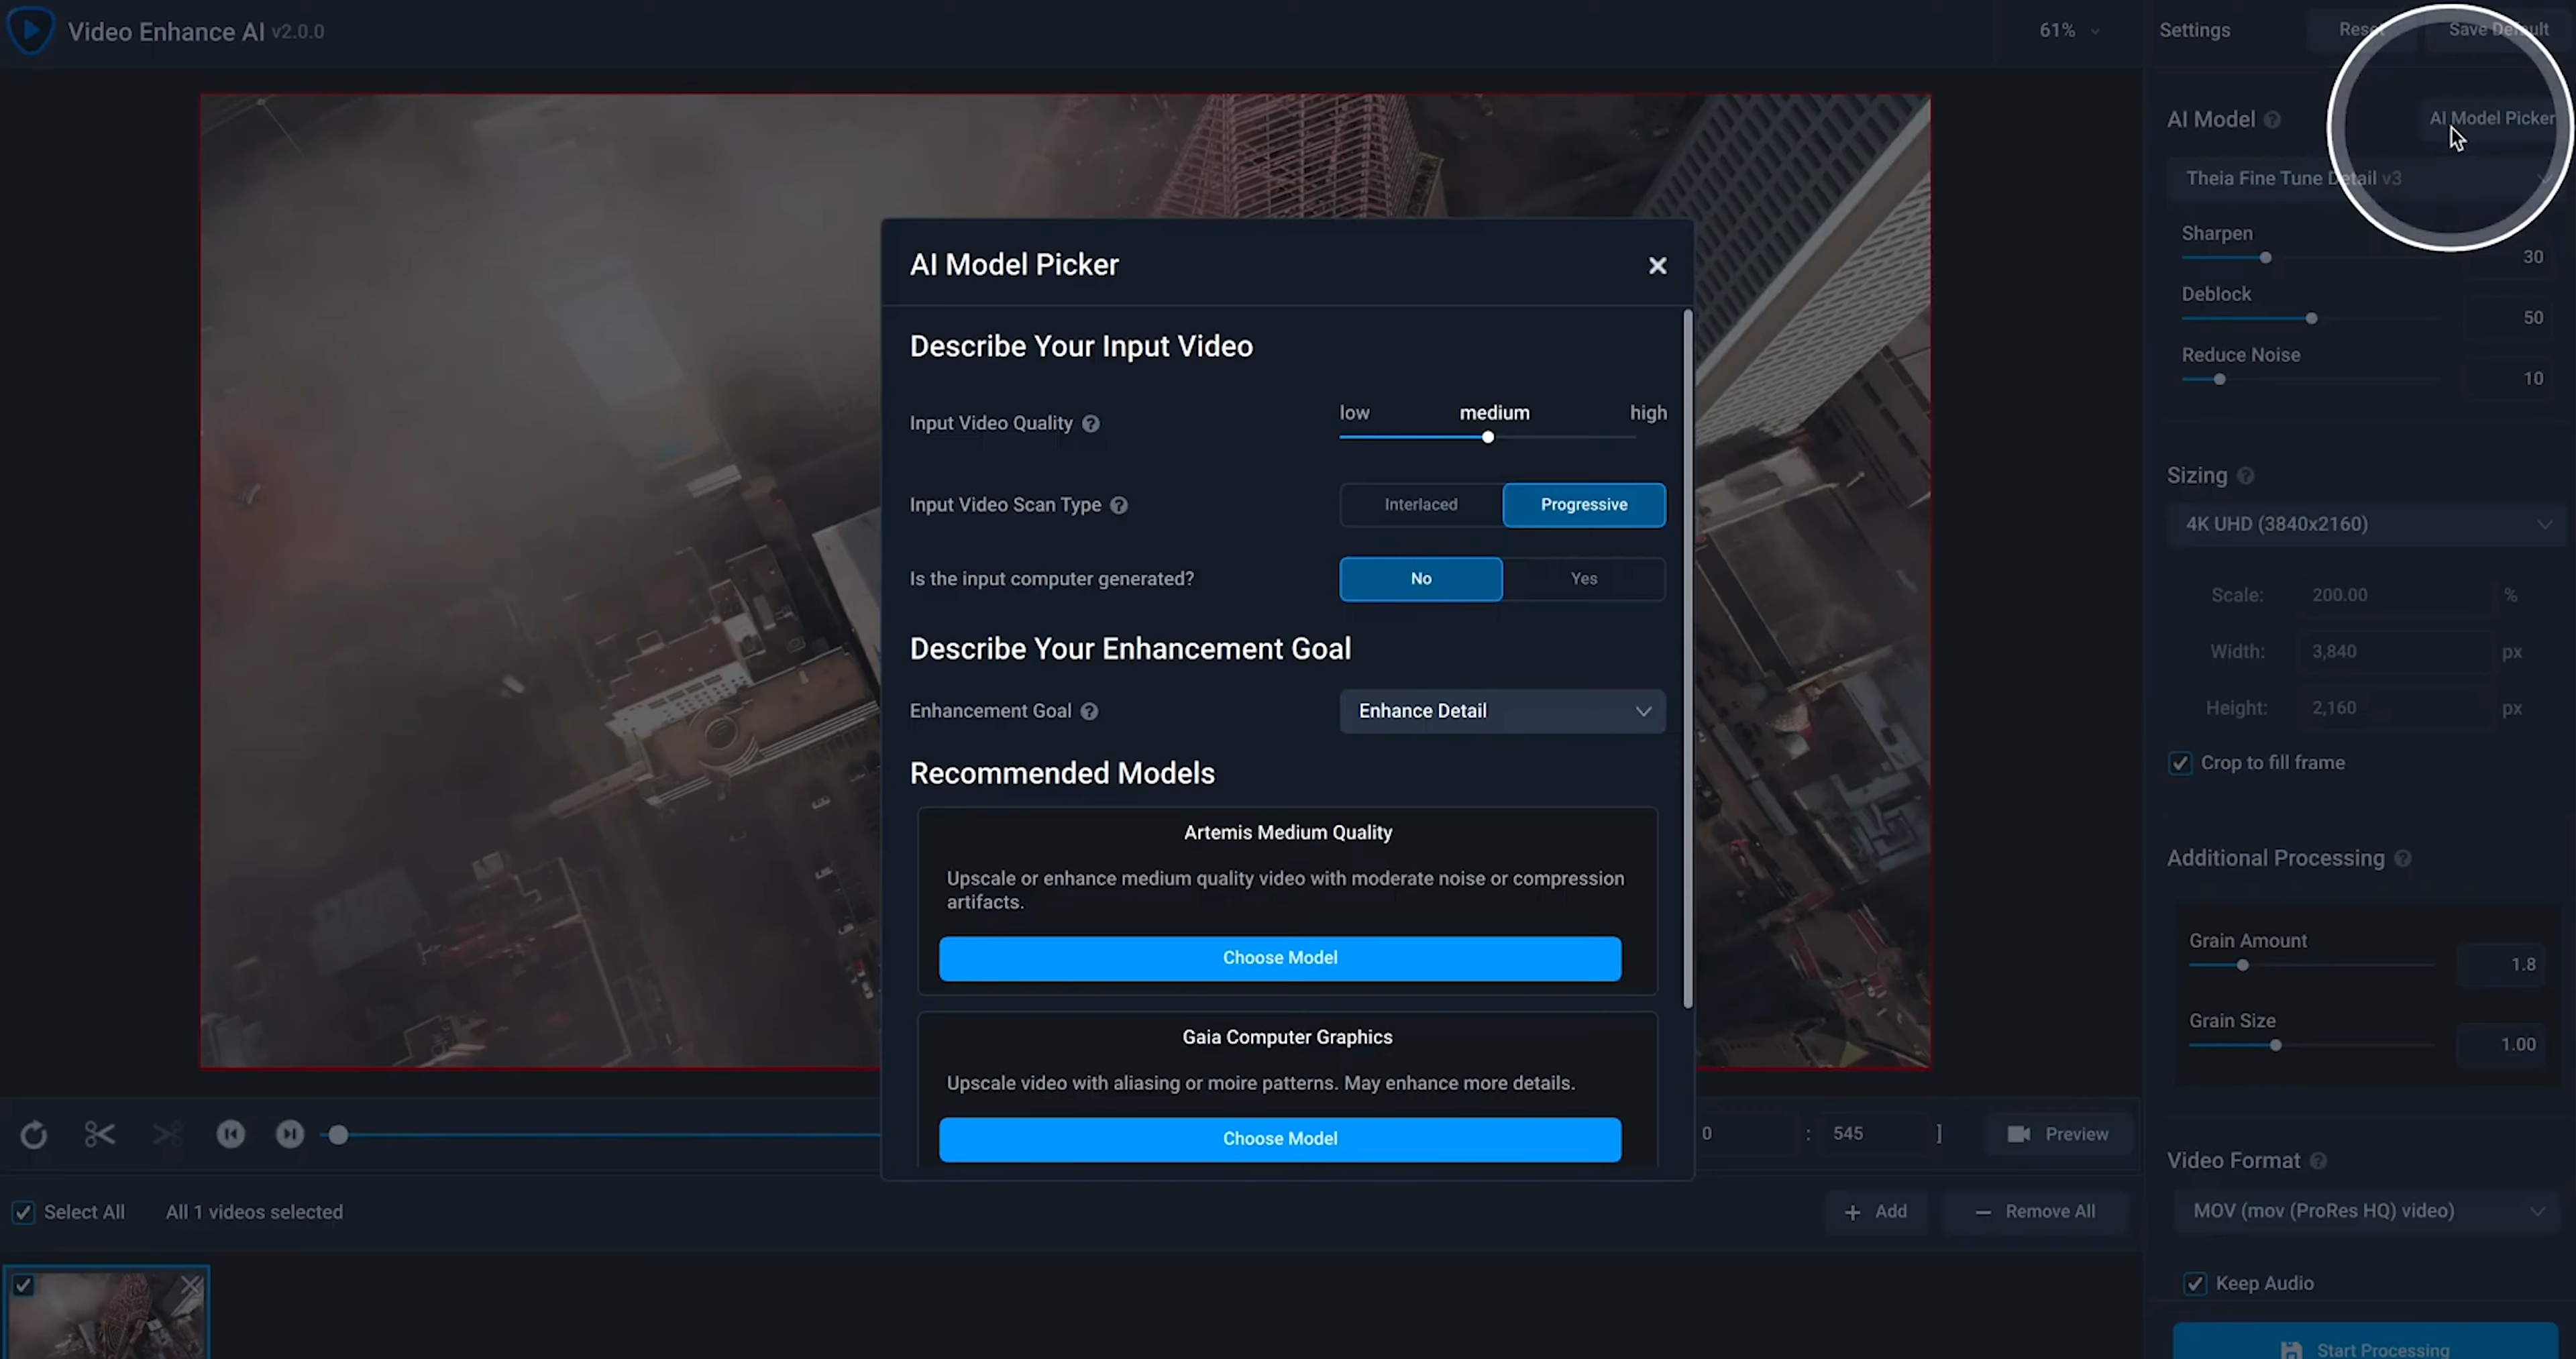 Video Enhance AI v2.0.0
61%
Settings
Reset
Save Default
AI Model
AI Model Picker
Theia Fine Tune Detail v3
Sharpen
30
Deblock
50
Reduce Noise
10
Sizing
4K UHD (3840x2160)
Scale: 200.00 %
Width: 3,840 px
Height: 2,160 px
Crop to fill frame
Additional Processing
Grain Amount
1.8
Grain Size
1.00
Video Format
MOV (mov (ProRes HQ) video)
Keep Audio
Start Processing
AI Model Picker
Describe Your Input Video
Input Video Quality
low medium high
Input Video Scan Type
Interlaced Progressive
Is the input computer generated?
No Yes
Describe Your Enhancement Goal
Enhancement Goal
Enhance Detail
Recommended Models
Artemis Medium Quality
Upscale or enhance medium quality video with moderate noise or compression
artifacts.
Choose Model
Gaia Computer Graphics
Upscale video with aliasing or moire patterns. May enhance more details.
Choose Model
0 : 545 ]
Preview
Select All
All 1 videos selected
+ Add
− Remove All